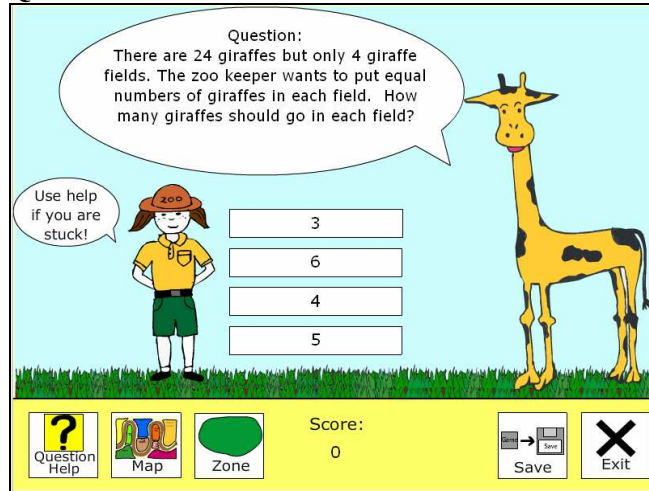 Question:
There are 24 giraffes but only 4 giraffe
fields. The zoo keeper wants to put equal
numbers of giraffes in each field. How
many giraffes should go in each field?
Use help
if you are
stuck!
ZOO
3
6
4
5
?
Question
Help
Map
Zone
Score:
0
Game
Save
Save
Exit